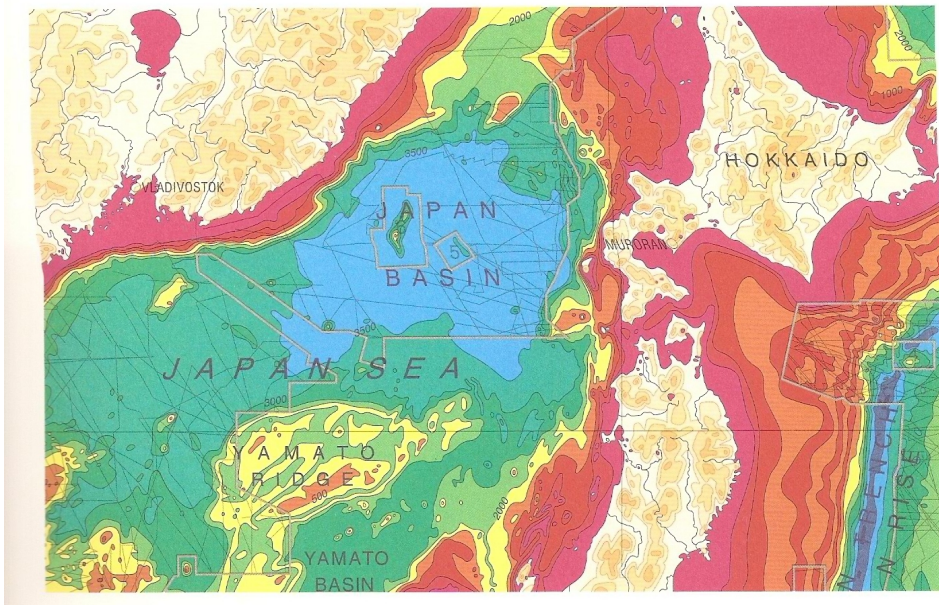 2000
2000
1000
3500
HOKKAIDO
VLADIVOSTOK
JAPAN
MURORAN
5
BASIN
3500
JAPAN SEA
3000
YAMATO
RIDGE
500
2000
N TRENCH
N RISE
YAMATO
BASIN